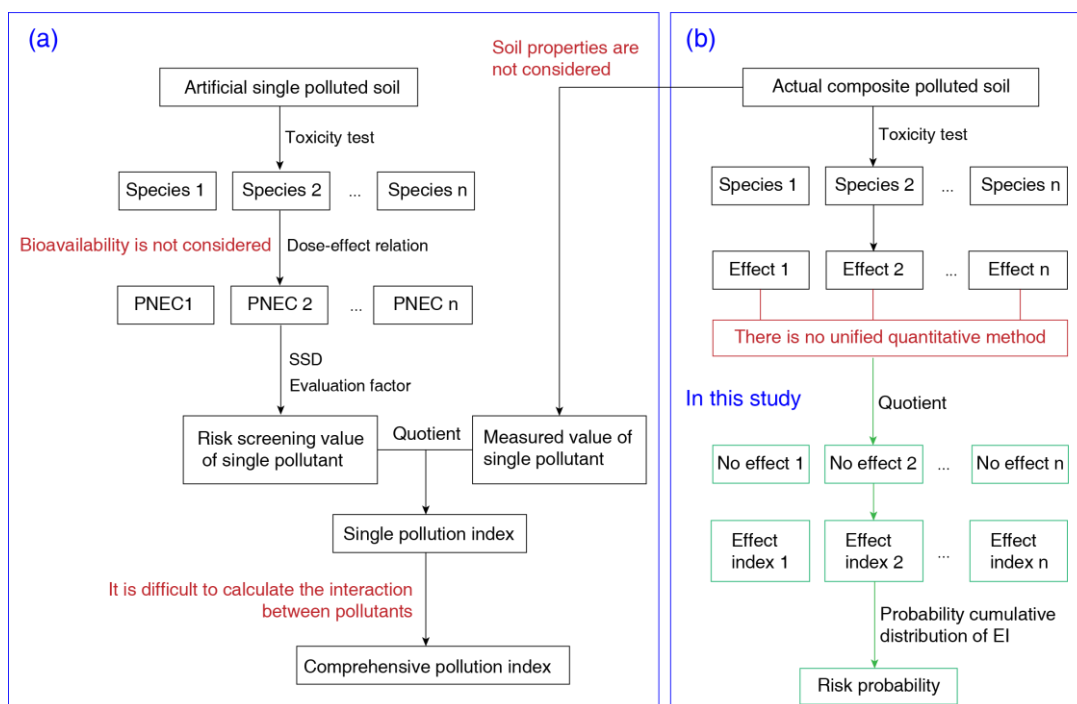 (a)
Artificial single polluted soil
Toxicity test
Species 1
Species 2
...
Species n
Bioavailability is not considered
Dose-effect relation
PNEC1
PNEC 2
...
PNEC n
SSD
Evaluation factor
Risk screening value
of single pollutant
Quotient
Measured value of
single pollutant
Single pollution index
It is difficult to calculate the interaction
between pollutants
Comprehensive pollution index
Soil properties are
not considered
(b)
Actual composite polluted soil
Toxicity test
Species 1
Species 2
...
Species n
Effect 1
Effect 2
...
Effect n
There is no unified quantitative method
In this study
Quotient
No effect 1
No effect 2
...
No effect n
Effect
index 1
Effect
index 2
...
Effect
index n
Probability cumulative
distribution of EI
Risk probability